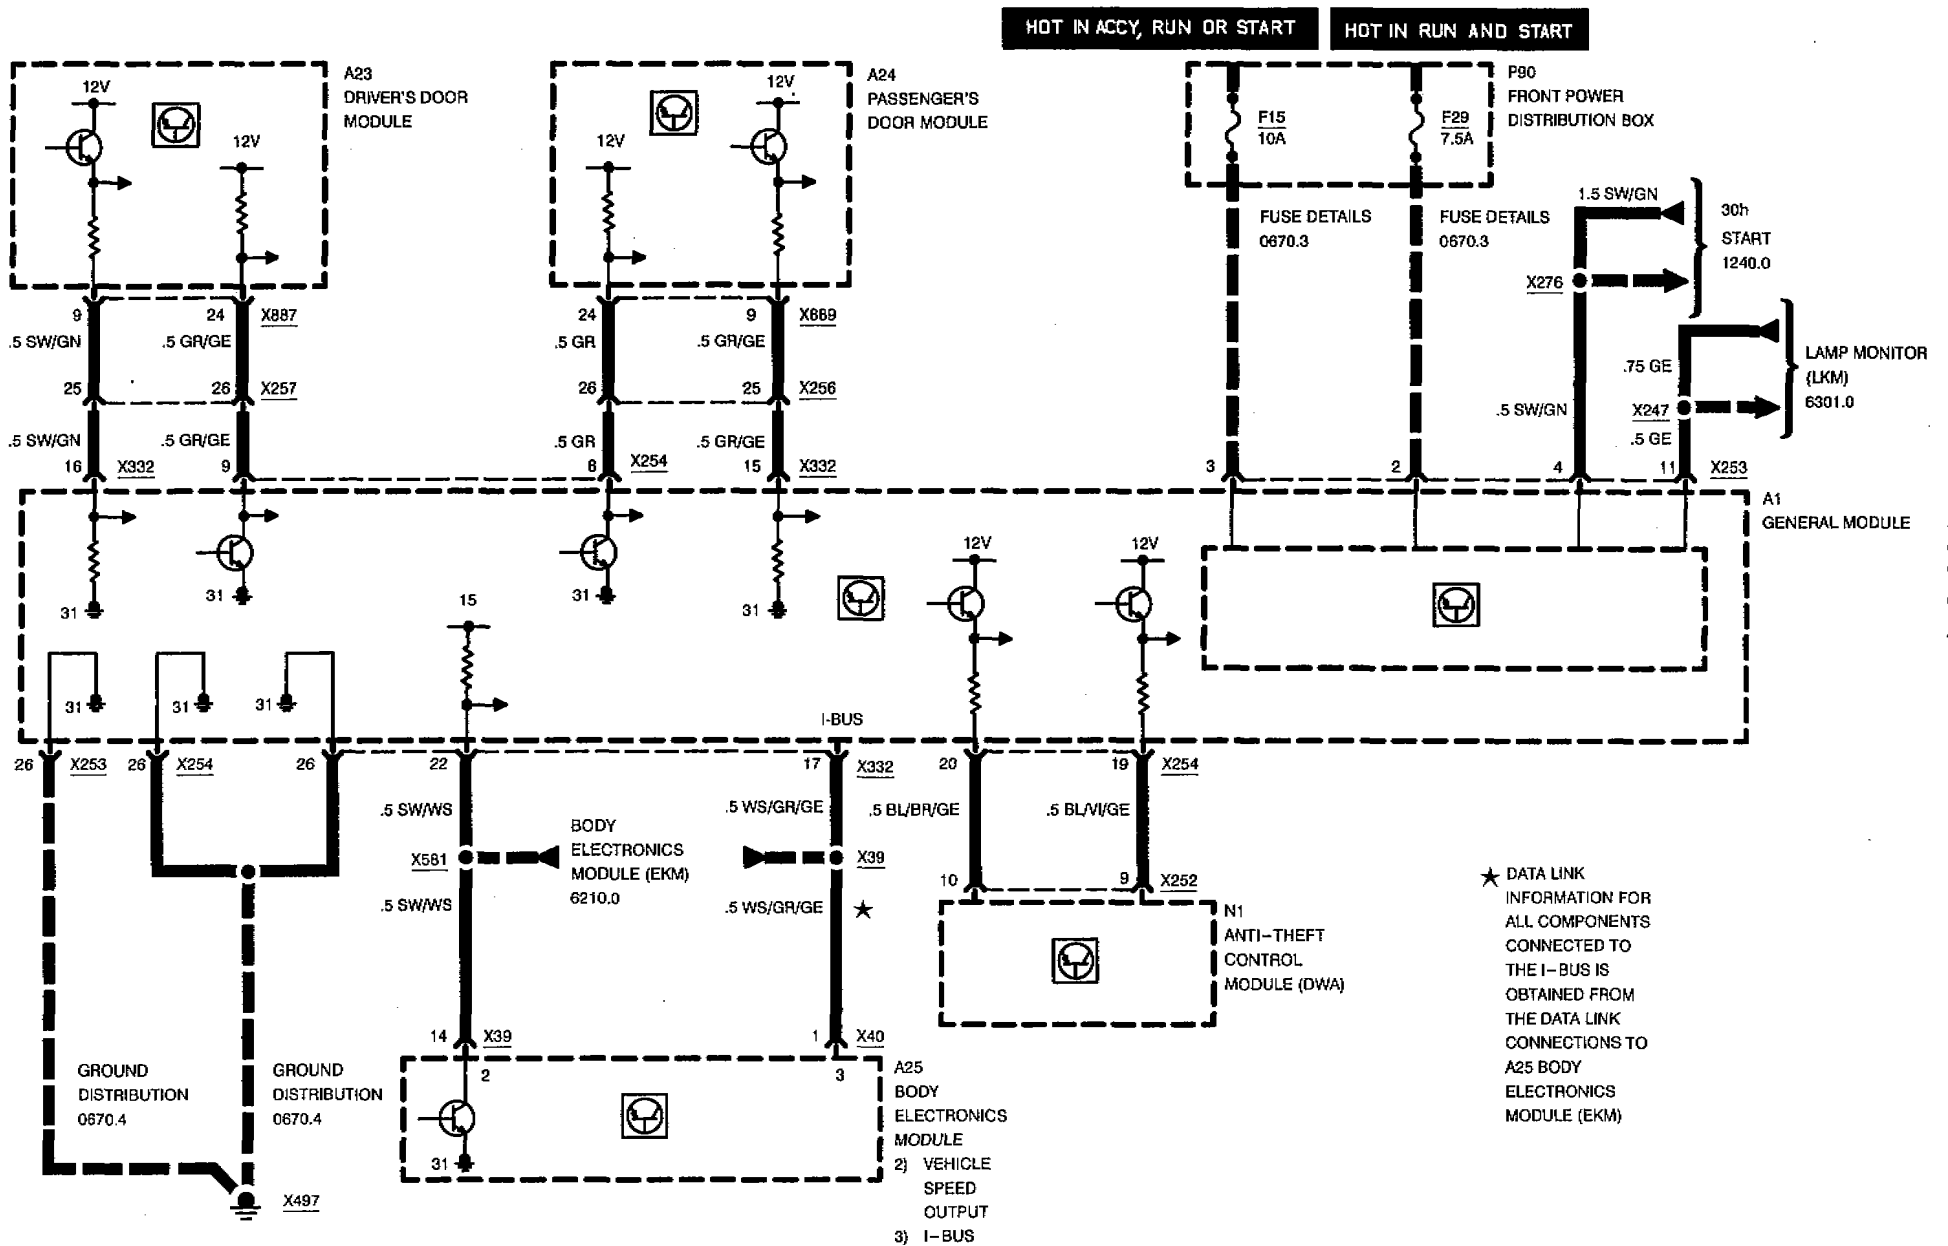 HOT IN ACCY, RUN OR START
HOT IN RUN AND START
12V
12V
A23
DRIVER'S DOOR
MODULE
12V
12V
A24
PASSENGER'S
DOOR MODULE
F15
10A
F29
7.5A
P90
FRONT POWER
DISTRIBUTION BOX
FUSE DETAILS
0670.3
FUSE DETAILS
0670.3
1.5 SW/GN
30h
START
1240.0
X276
9
24
X887
24
9
X889
.5 SW/GN
.5 GR/GE
.5 GR
.5 GR/GE
25
26
X257
26
25
X256
.5 SW/GN
.5 GR/GE
.5 GR
.5 GR/GE
16
X332
9
6
X254
15
X332
.75 GE
LAMP MONITOR
(LKM)
6301.0
.5 SW/GN
X247
.5 GE
3
2
4
11
X253
A1
GENERAL MODULE
31
31
31
31
15
12V
12V
31
31
31
I-BUS
26
X253
26
X254
26
22
17
X332
20
19
X254
.5 SW/WS
.5 WS/GR/GE
.5 BL/BR/GE
.5 BL/VI/GE
X581
BODY
ELECTRONICS
MODULE (EKM)
6210.0
X39
.5 SW/WS
.5 WS/GR/GE ★
10
9
X252
N1
ANTI-THEFT
CONTROL
MODULE (DWA)
★ DATA LINK
INFORMATION FOR
ALL COMPONENTS
CONNECTED TO
THE I-BUS IS
OBTAINED FROM
THE DATA LINK
CONNECTIONS TO
A25 BODY
ELECTRONICS
MODULE (EKM)
14
X39
1
X40
2
3
31
A25
BODY
ELECTRONICS
MODULE
2) VEHICLE
SPEED
OUTPUT
3) I-BUS
GROUND
DISTRIBUTION
0670.4
GROUND
DISTRIBUTION
0670.4
X497